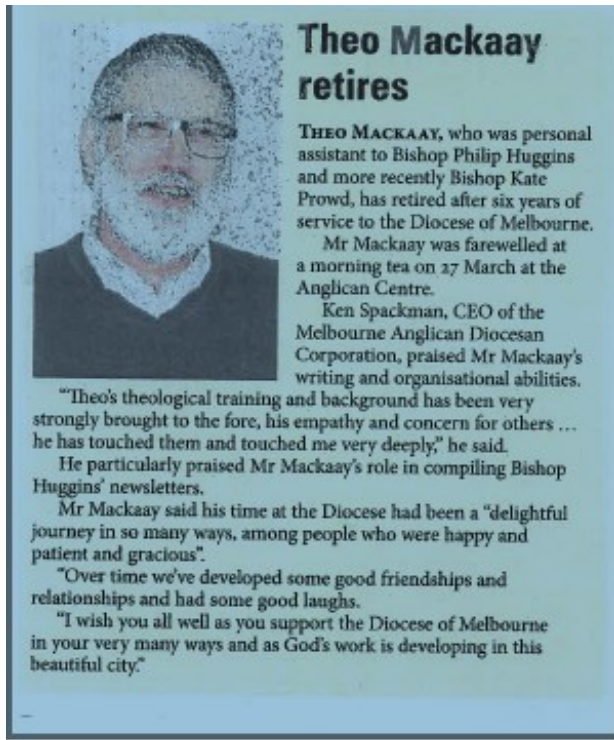 Theo Mackaay
retires
THEO MACKAAY, who was personal
assistant to Bishop Philip Huggins
and more recently Bishop Kate
Prowd, has retired after six years of
service to the Diocese of Melbourne.
Mr Mackaay was farewelled at
a morning tea on 27 March at the
Anglican Centre.
Ken Spackman, CEO of the
Melbourne Anglican Diocesan
Corporation, praised Mr Mackaay's
writing and organisational abilities.
"Theo's theological training and background has been very
strongly brought to the fore, his empathy and concern for others …
he has touched them and touched me very deeply," he said.
He particularly praised Mr Mackaay's role in compiling Bishop
Huggins' newsletters.
Mr Mackaay said his time at the Diocese had been a "delightful
journey in so many ways, among people who were happy and
patient and gracious".
"Over time we've developed some good friendships and
relationships and had some good laughs.
"I wish you all well as you support the Diocese of Melbourne
in your very many ways and as God's work is developing in this
beautiful city."